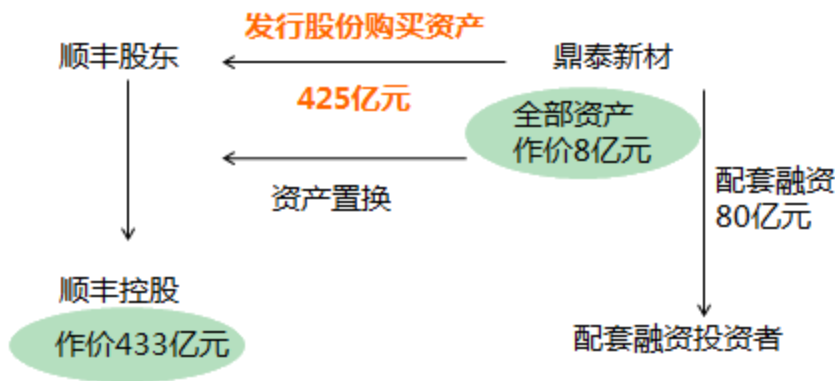 发行股份购买资产
顺丰股东
鼎泰新材
425亿元
全部资产
作价8亿元
资产置换
配套融资
80亿元
顺丰控股
作价433亿元
配套融资投资者